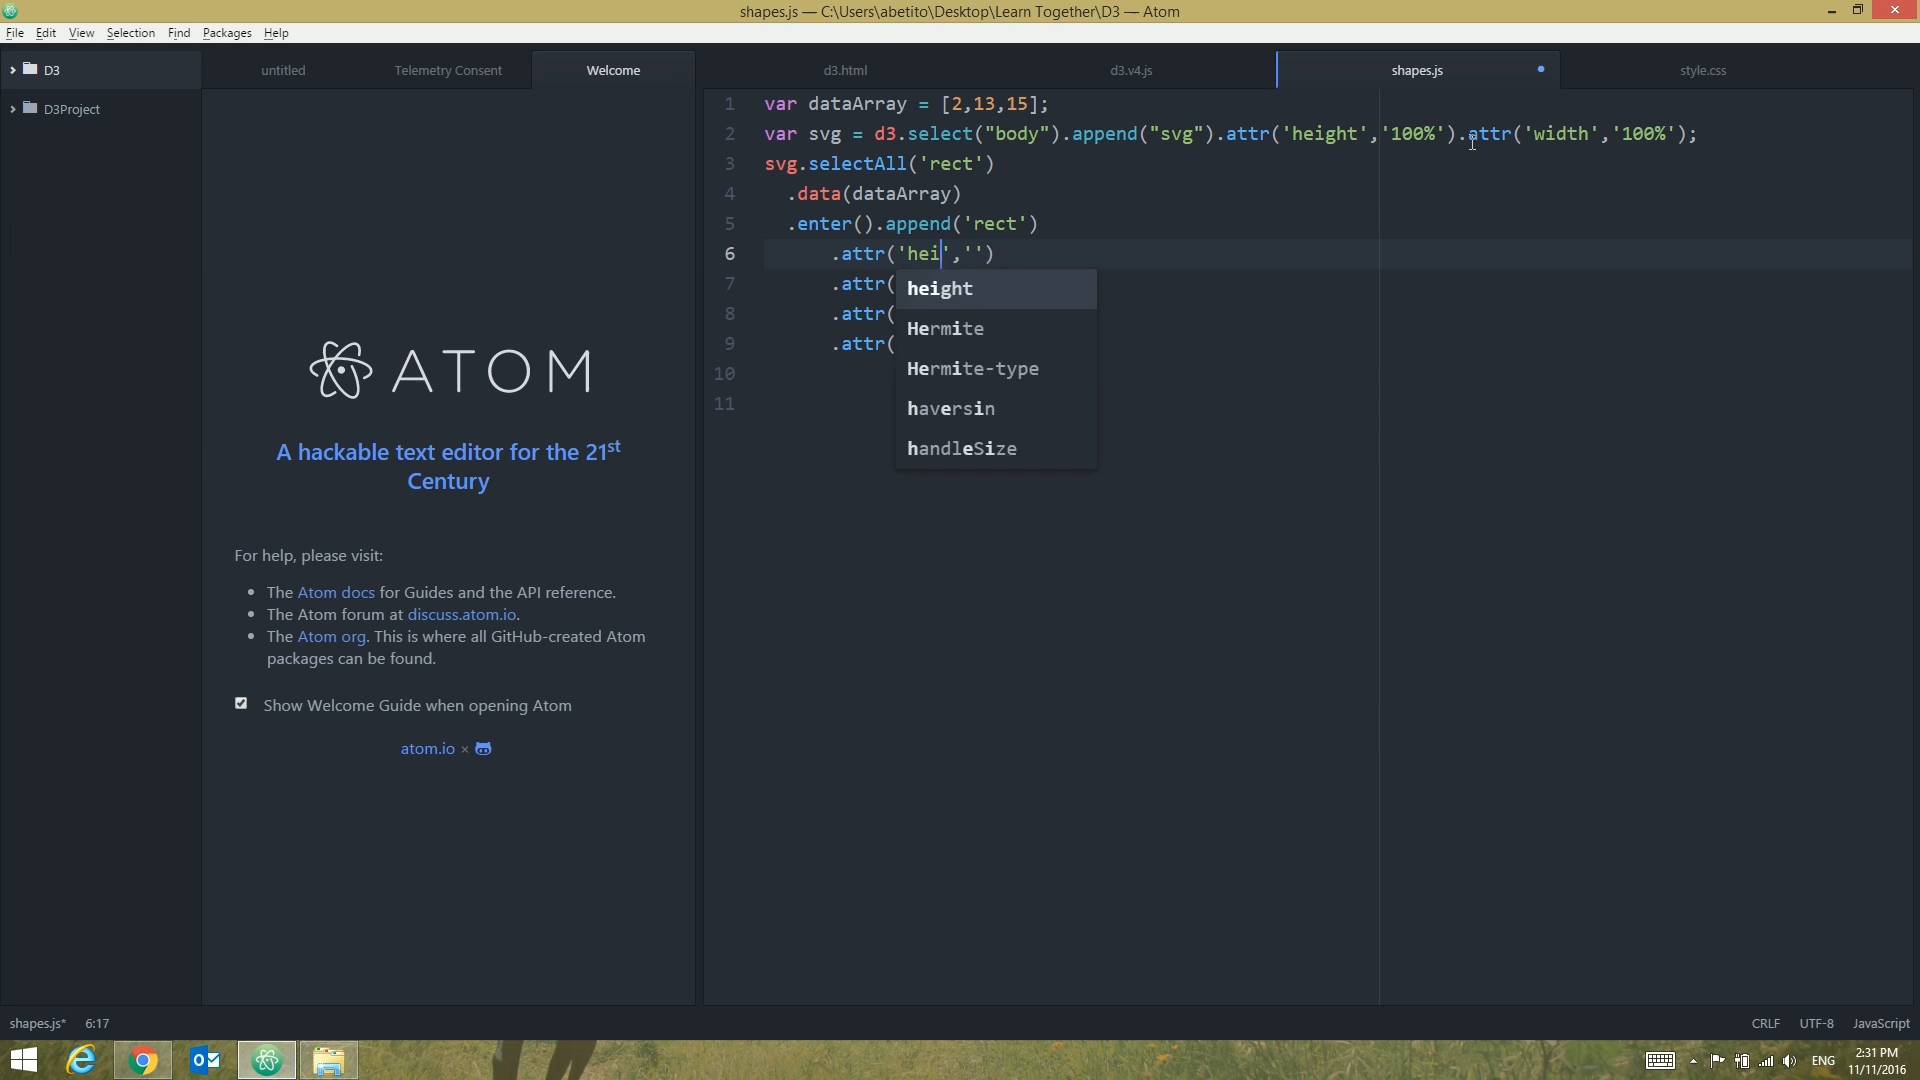 shapes.js — C:\Users\abetito\Desktop\Learn Together\D3 — Atom
File Edit View Selection Find Packages Help
D3
D3Project
untitled
Telemetry Consent
Welcome
ATOM
A hackable text editor for the 21st
Century
For help, please visit:
The Atom docs for Guides and the API reference.
The Atom forum at discuss.atom.io.
The Atom org. This is where all GitHub-created Atom
packages can be found.
Show Welcome Guide when opening Atom
atom.io ×
d3.html
d3.v4.js
shapes.js
style.css
1 var dataArray = [2,13,15];
2 var svg = d3.select("body").append("svg").attr('height','100%').attr('width','100%');
3 svg.selectAll('rect')
4 .data(dataArray)
5 .enter().append('rect')
6 .attr('hei','')
7 .attr(
8 .attr(
9 .attr(
10
11
height
Hermite
Hermite-type
haversin
handleSize
shapes.js* 6:17
CRLF UTF-8 JavaScript
ENG
2:31 PM
11/11/2016